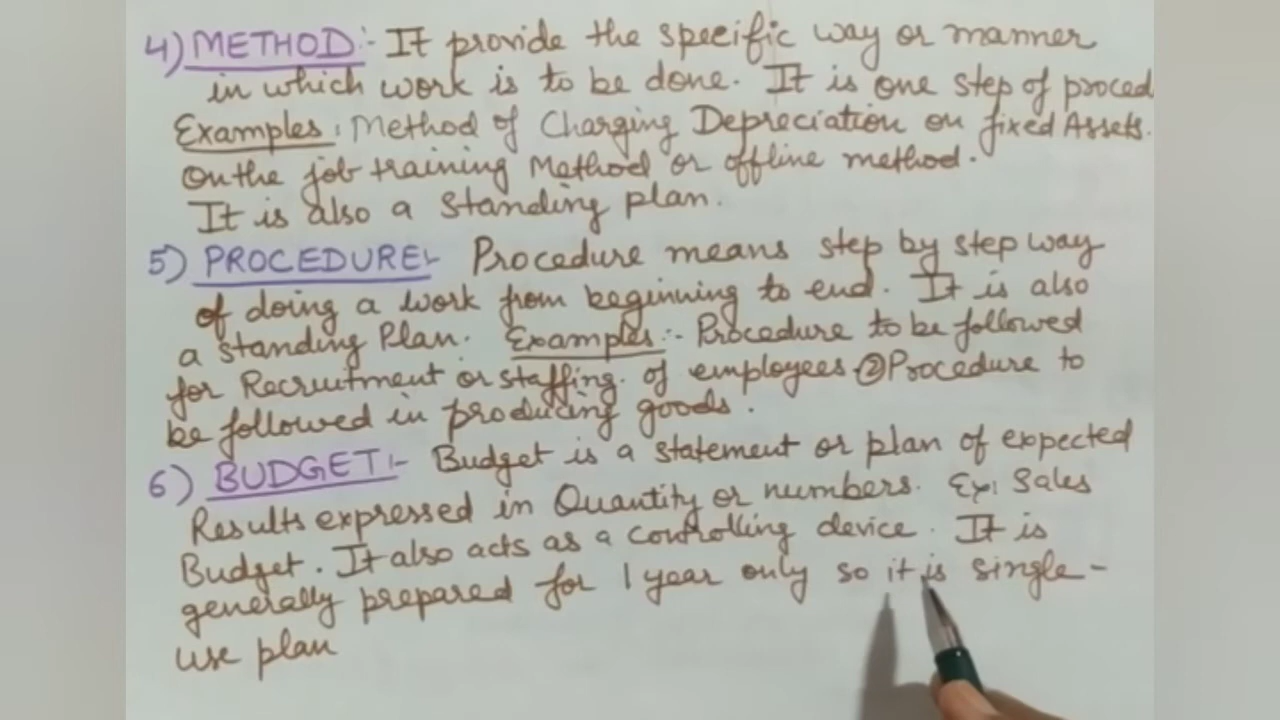 4) METHOD:- It provide the specific way or manner
in which work is to be done. It is one step of proced
Examples: Method of Charging Depreciation on fixed Assets.
On the job training Method or offline method.
It is also a standing plan.
5) PROCEDURE:- Procedure means step by step way
of doing a work from beginning to end. It is also
a standing Plan. Examples:- Procedure to be followed
for Recruitment or staffing. of employees ② Procedure to
be followed in producing goods.
6) BUDGET:- Budget is a statement or plan of expected
Results expressed in Quantity or numbers. Ex: Sales
Budget. It also acts as a controlling device. It is
generally prepared for 1 year only so it is single-
use plan